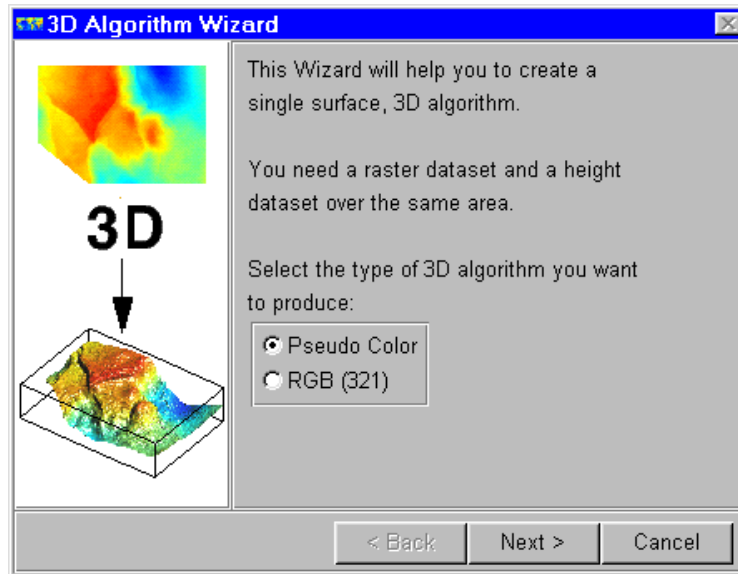 3D Algorithm Wizard
3D
This Wizard will help you to create a
single surface, 3D algorithm.
You need a raster dataset and a height
dataset over the same area.
Select the type of 3D algorithm you want
to produce:
Pseudo Color
RGB (321)
< Back
Next >
Cancel